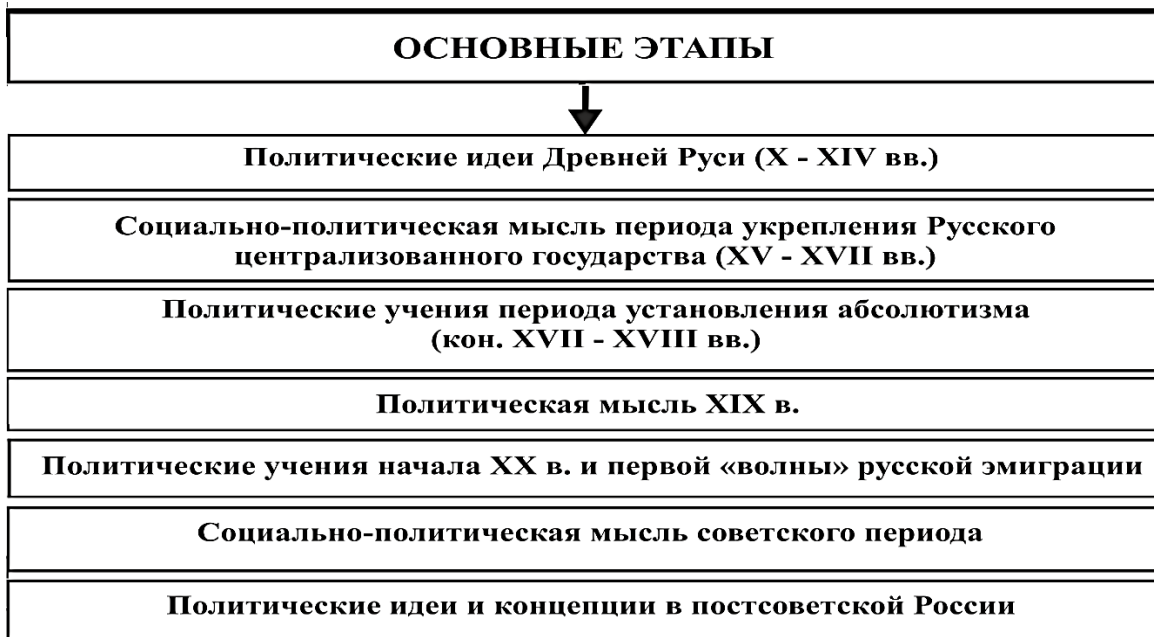 ОСНОВНЫЕ ЭТАПЫ
Политические идеи Древней Руси (X - XIV вв.)
Социально-политическая мысль периода укрепления Русского
централизованного государства (XV - XVII вв.)
Политические учения периода установления абсолютизма
(кон. XVII - XVIII вв.)
Политическая мысль XIX в.
Политические учения начала XX в. и первой «волны» русской эмиграции
Социально-политическая мысль советского периода
Политические идеи и концепции в постсоветской России